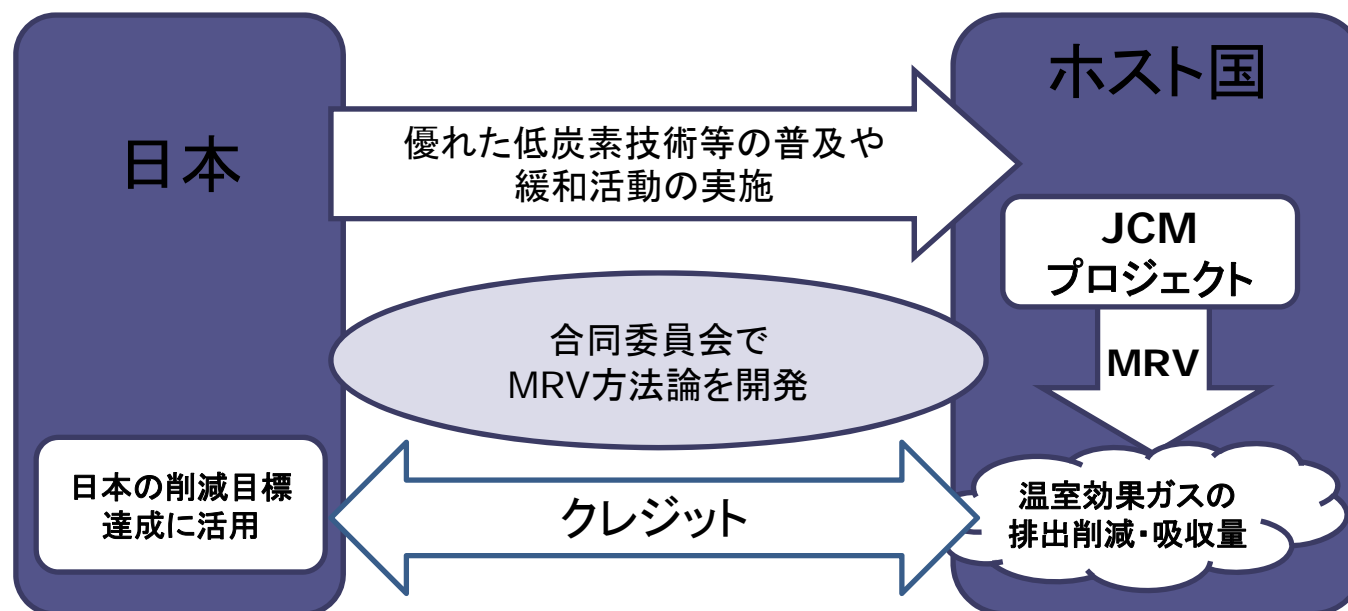 日本
ホスト国
優れた低炭素技術等の普及や
緩和活動の実施
JCM
プロジェクト
合同委員会で
MRV方法論を開発
MRV
日本の削減目標
達成に活用
クレジット
温室効果ガスの
排出削減・吸収量